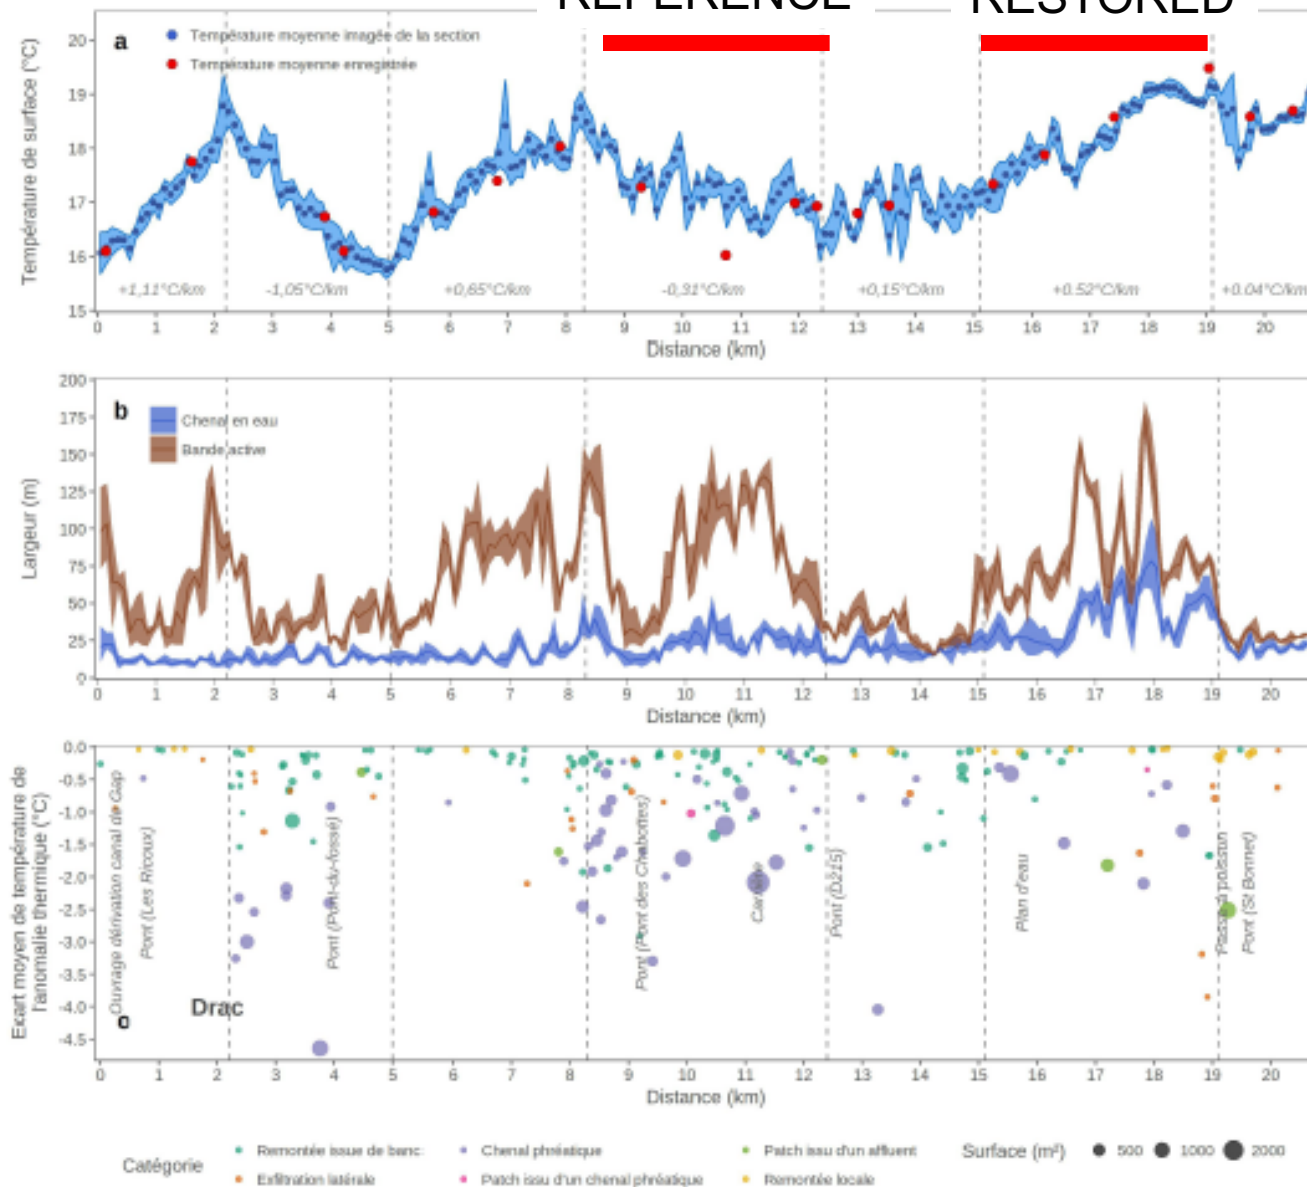 REFERENCE RESTORED
a
Température moyenne imagée de la section
Température moyenne enregistrée
Température de surface (°C)
20
19
18
17
16
15
+1,11°C/km -1,05°C/km +0,65°C/km -0,31°C/km +0,15°C/km +0.52°C/km +0.04°C/km
0 1 2 3 4 5 6 7 8 9 10 11 12 13 14 15 16 17 18 19 20
Distance (km)
b
Chenal en eau
Bande active
Largeur (m)
200
175
150
125
100
75
50
25
0
0 1 2 3 4 5 6 7 8 9 10 11 12 13 14 15 16 17 18 19 20
Distance (km)
Ecart moyen de température de
l'anomalie thermique (°C)
0.0
-0.5
-1.0
-1.5
-2.0
-2.5
-3.0
-3.5
-4.0
-4.5
Ouvrage dérivation canal de Gap
Pont (Les Ricoux)
Pont (Pont-du-fossé)
Pont (Pont des Chabottes)
Carrière
Pont (D215)
Plan d'eau
Passe à poisson
Pont (St Bonnet)
Drac
c
0 1 2 3 4 5 6 7 8 9 10 11 12 13 14 15 16 17 18 19 20
Distance (km)
Catégorie
Remontée issue de banc
Exfiltration latérale
Chenal phréatique
Patch issu d'un chenal phréatique
Patch issu d'un affluent
Remontée locale
Surface (m²) 500 1000 2000